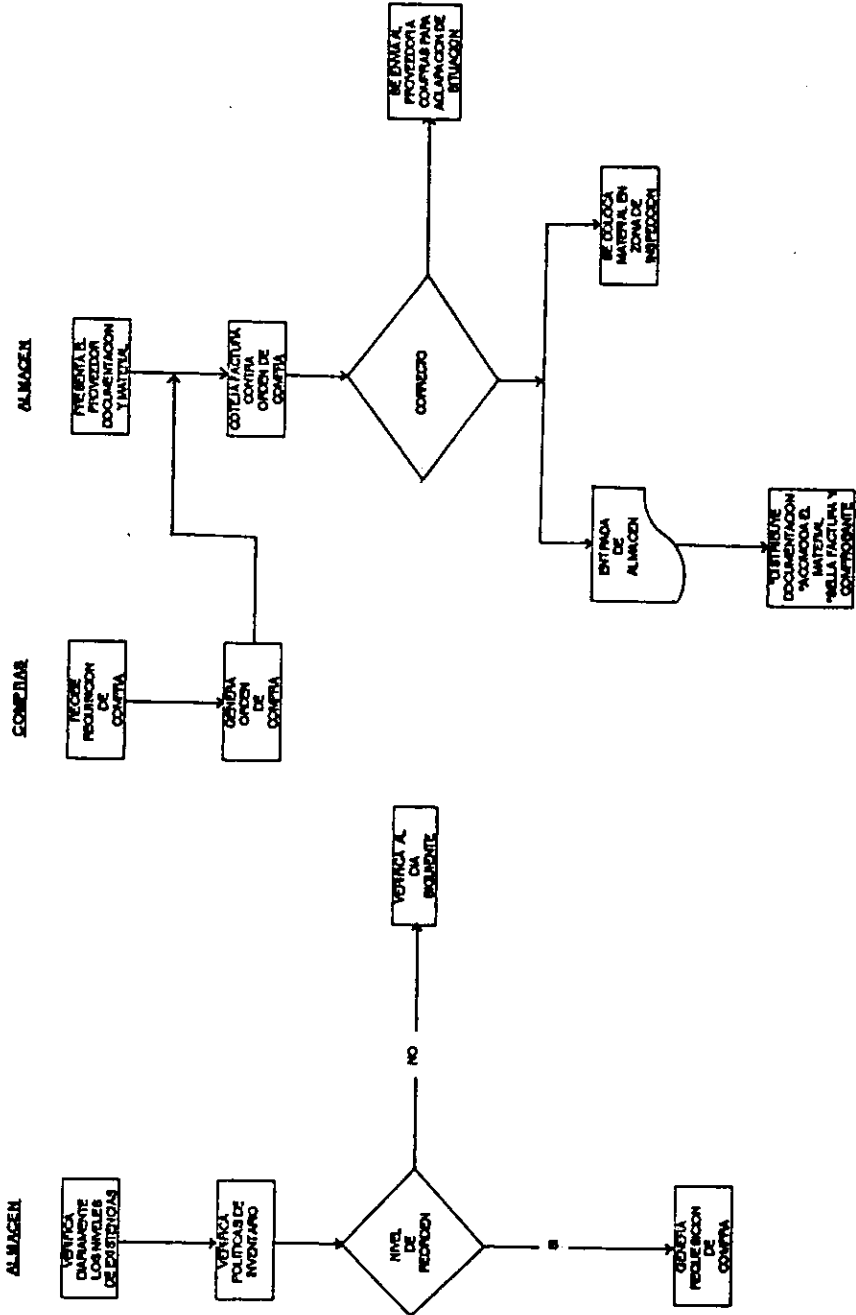 ALMACEN
VERIFICA
DIARIAMENTE
LOS NIVELES
DE EXISTENCIAS
VERIFICA
POLITICAS DE
INVENTARIO
NIVEL
DE
REORDEN
NO
VERIFICA AL
DIA
SIGUIENTE
SI
GENERA
REQUISICION
DE
COMPRA
COMPRAS
RECIBE
REQUISICION
DE
COMPRA
GENERA
ORDEN
DE
COMPRA
ALMACEN
PRESENTA EL
PROVEEDOR
DOCUMENTACION
Y MATERIAL
COTEJA FACTURA
CONTRA
ORDEN DE
COMPRA
CORRECTO
SE ENVIA AL
PROVEEDOR A
COMPRAS PARA
ACLARACION DE
SITUACION
ENTRADA
DE
ALMACEN
SE COLOCA
MATERIAL EN
ZONA DE
INSPECCION
*DISTRIBUYE
DOCUMENTACION
*ACOMODA EL
MATERIAL
*SELLA FACTURA Y
COMPROBANTE